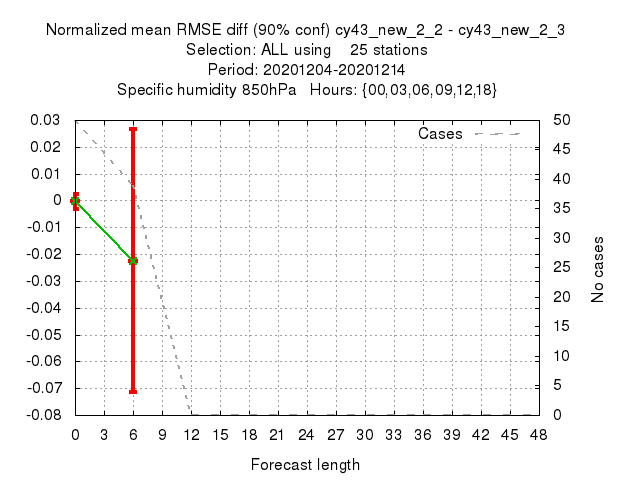 Normalized mean RMSE diff (90% conf) cy43_new_2_2 - cy43_new_2_3
Selection: ALL using    25 stations
Period: 20201204-20201214
Specific humidity 850hPa   Hours: {00,03,06,09,12,18}
0.03
0.02
0.01
0
-0.01
-0.02
-0.03
-0.04
-0.05
-0.06
-0.07
-0.08
Cases
50
45
40
35
30
25
20
15
10
5
0
No cases
0 3 6 9 12 15 18 21 24 27 30 33 36 39 42 45 48
Forecast length